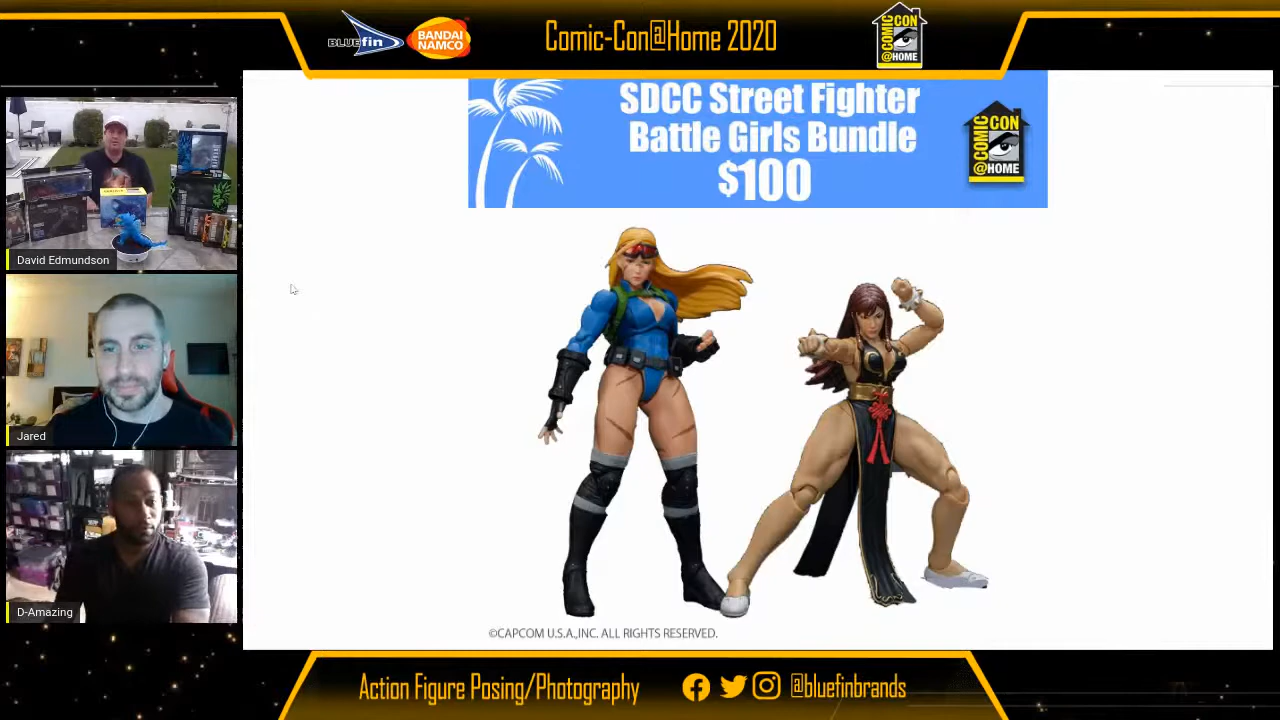 BLUEfin
BANDAI
NAMCO
Comic-Con@Home 2020
COMIC
CON
@HOME
SDCC Street Fighter
Battle Girls Bundle
$100
COMIC
CON
@HOME
David Edmundson
Jared
D-Amazing
©CAPCOM U.S.A.,INC. ALL RIGHTS RESERVED.
Action Figure Posing/Photography
@bluefinbrands